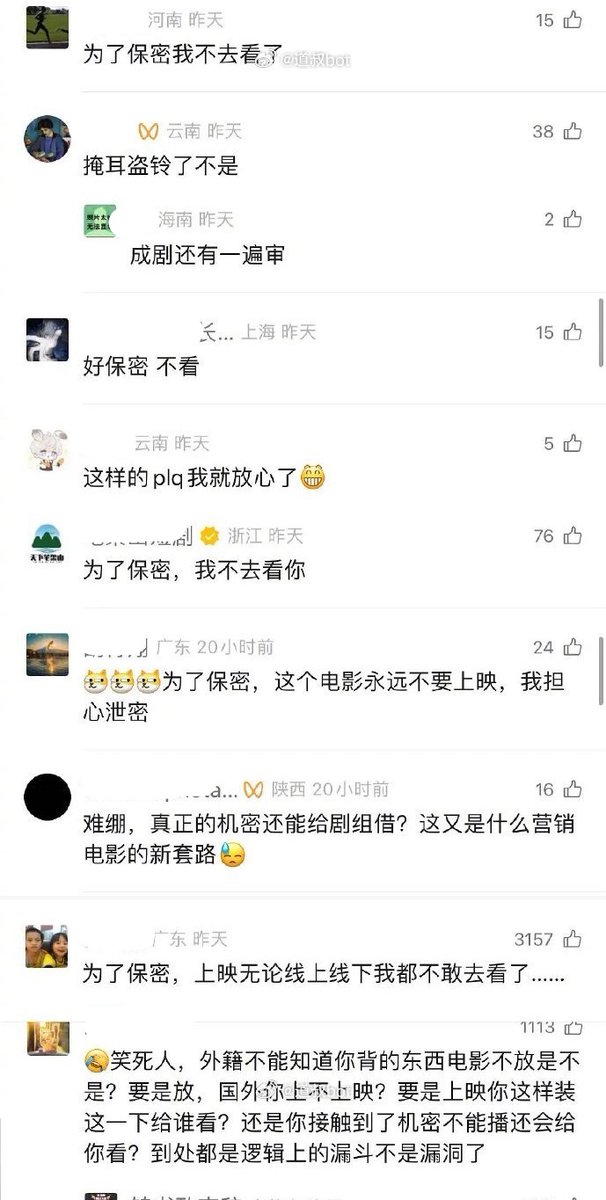 河南 昨天
15
为了保密我不去看了
@道叔bot
云南 昨天
38
掩耳盗铃了不是
海南 昨天
2
成剧还有一遍审
长... 上海 昨天
15
好保密 不看
云南 昨天
5
这样的plq我就放心了😁
浙江 昨天
76
为了保密，我不去看你
广东 20小时前
24
为了保密，这个电影永远不要上映，我担
心泄密
陕西 20小时前
16
难绷，真正的机密还能给剧组借？这又是什么营销
电影的新套路😓
广东 昨天
3157
为了保密，上映无论线上线下我都不敢去看了......
1113
笑死人，外籍不能知道你背的东西电影不放是不
是？要是放，国外你上不上映？要是上映你这样装
这一下给谁看？还是你接触到了机密不能播还会给
你看？到处都是逻辑上的漏斗不是漏洞了
@道叔bot